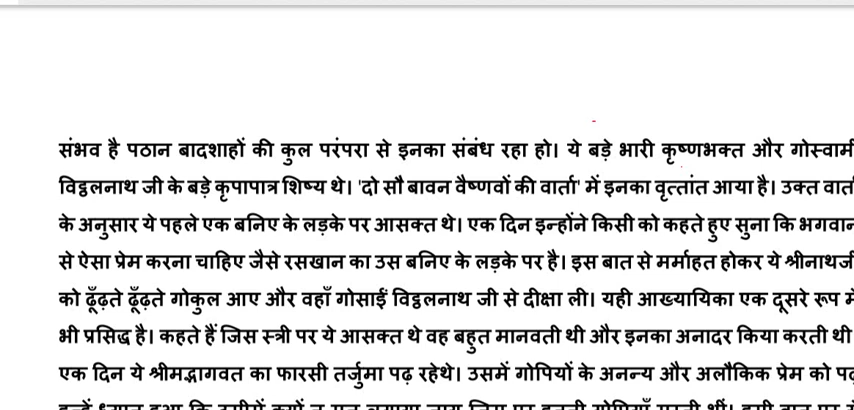 संभव है पठान बादशाहों की कुल परंपरा से इनका संबंध रहा हो। ये बड़े भारी कृष्णभक्त और गोस्वामी
विट्ठलनाथ जी के बड़े कृपापात्र शिष्य थे। 'दो सौ बावन वैष्णवों की वार्ता' में इनका वृत्तांत आया है। उक्त वार्ता
के अनुसार ये पहले एक बनिए के लड़के पर आसक्त थे। एक दिन इन्होंने किसी को कहते हुए सुना कि भगवान
से ऐसा प्रेम करना चाहिए जैसे रसखान का उस बनिए के लड़के पर है। इस बात से मर्माहत होकर ये श्रीनाथजी
को ढूँढ़ते ढूँढ़ते गोकुल आए और वहाँ गोसाईं विट्ठलनाथ जी से दीक्षा ली। यही आख्यायिका एक दूसरे रूप में
भी प्रसिद्ध है। कहते हैं जिस स्त्री पर ये आसक्त थे वह बहुत मानवती थी और इनका अनादर किया करती थी
एक दिन ये श्रीमद्भागवत का फारसी तर्जुमा पढ़ रहेथे। उसमें गोपियों के अनन्य और अलौकिक प्रेम को पढ़